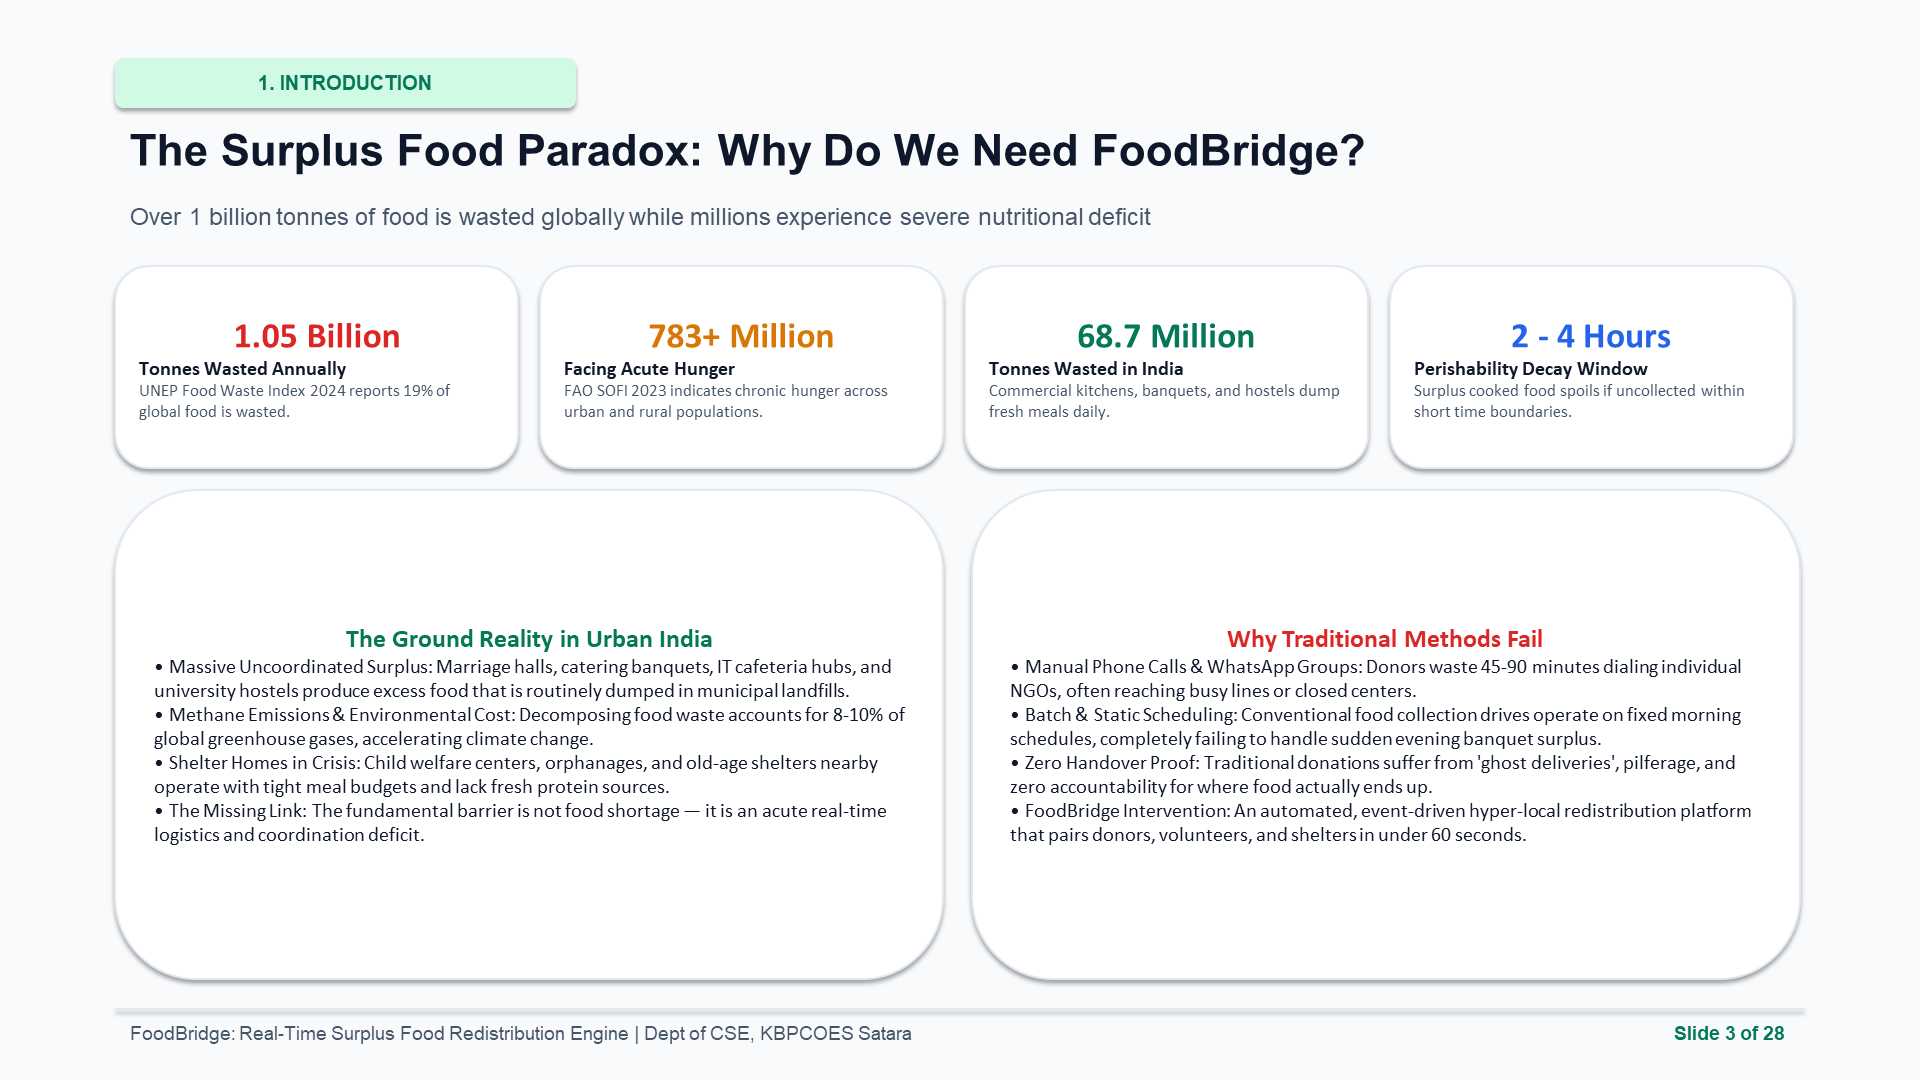 1. INTRODUCTION
The Surplus Food Paradox: Why Do We Need FoodBridge?
Over 1 billion tonnes of food is wasted globally while millions experience severe nutritional deficit
1.05 Billion
Tonnes Wasted Annually
UNEP Food Waste Index 2024 reports 19% of
global food is wasted.
783+ Million
Facing Acute Hunger
FAO SOFI 2023 indicates chronic hunger across
urban and rural populations.
68.7 Million
Tonnes Wasted in India
Commercial kitchens, banquets, and hostels dump
fresh meals daily.
2 - 4 Hours
Perishability Decay Window
Surplus cooked food spoils if uncollected within
short time boundaries.
The Ground Reality in Urban India
• Massive Uncoordinated Surplus: Marriage halls, catering banquets, IT cafeteria hubs, and
university hostels produce excess food that is routinely dumped in municipal landfills.
• Methane Emissions & Environmental Cost: Decomposing food waste accounts for 8-10% of
global greenhouse gases, accelerating climate change.
• Shelter Homes in Crisis: Child welfare centers, orphanages, and old-age shelters nearby
operate with tight meal budgets and lack fresh protein sources.
• The Missing Link: The fundamental barrier is not food shortage — it is an acute real-time
logistics and coordination deficit.
Why Traditional Methods Fail
• Manual Phone Calls & WhatsApp Groups: Donors waste 45-90 minutes dialing individual
NGOs, often reaching busy lines or closed centers.
• Batch & Static Scheduling: Conventional food collection drives operate on fixed morning
schedules, completely failing to handle sudden evening banquet surplus.
• Zero Handover Proof: Traditional donations suffer from 'ghost deliveries', pilferage, and
zero accountability for where food actually ends up.
• FoodBridge Intervention: An automated, event-driven hyper-local redistribution platform
that pairs donors, volunteers, and shelters in under 60 seconds.
FoodBridge: Real-Time Surplus Food Redistribution Engine | Dept of CSE, KBPCOES Satara
Slide 3 of 28